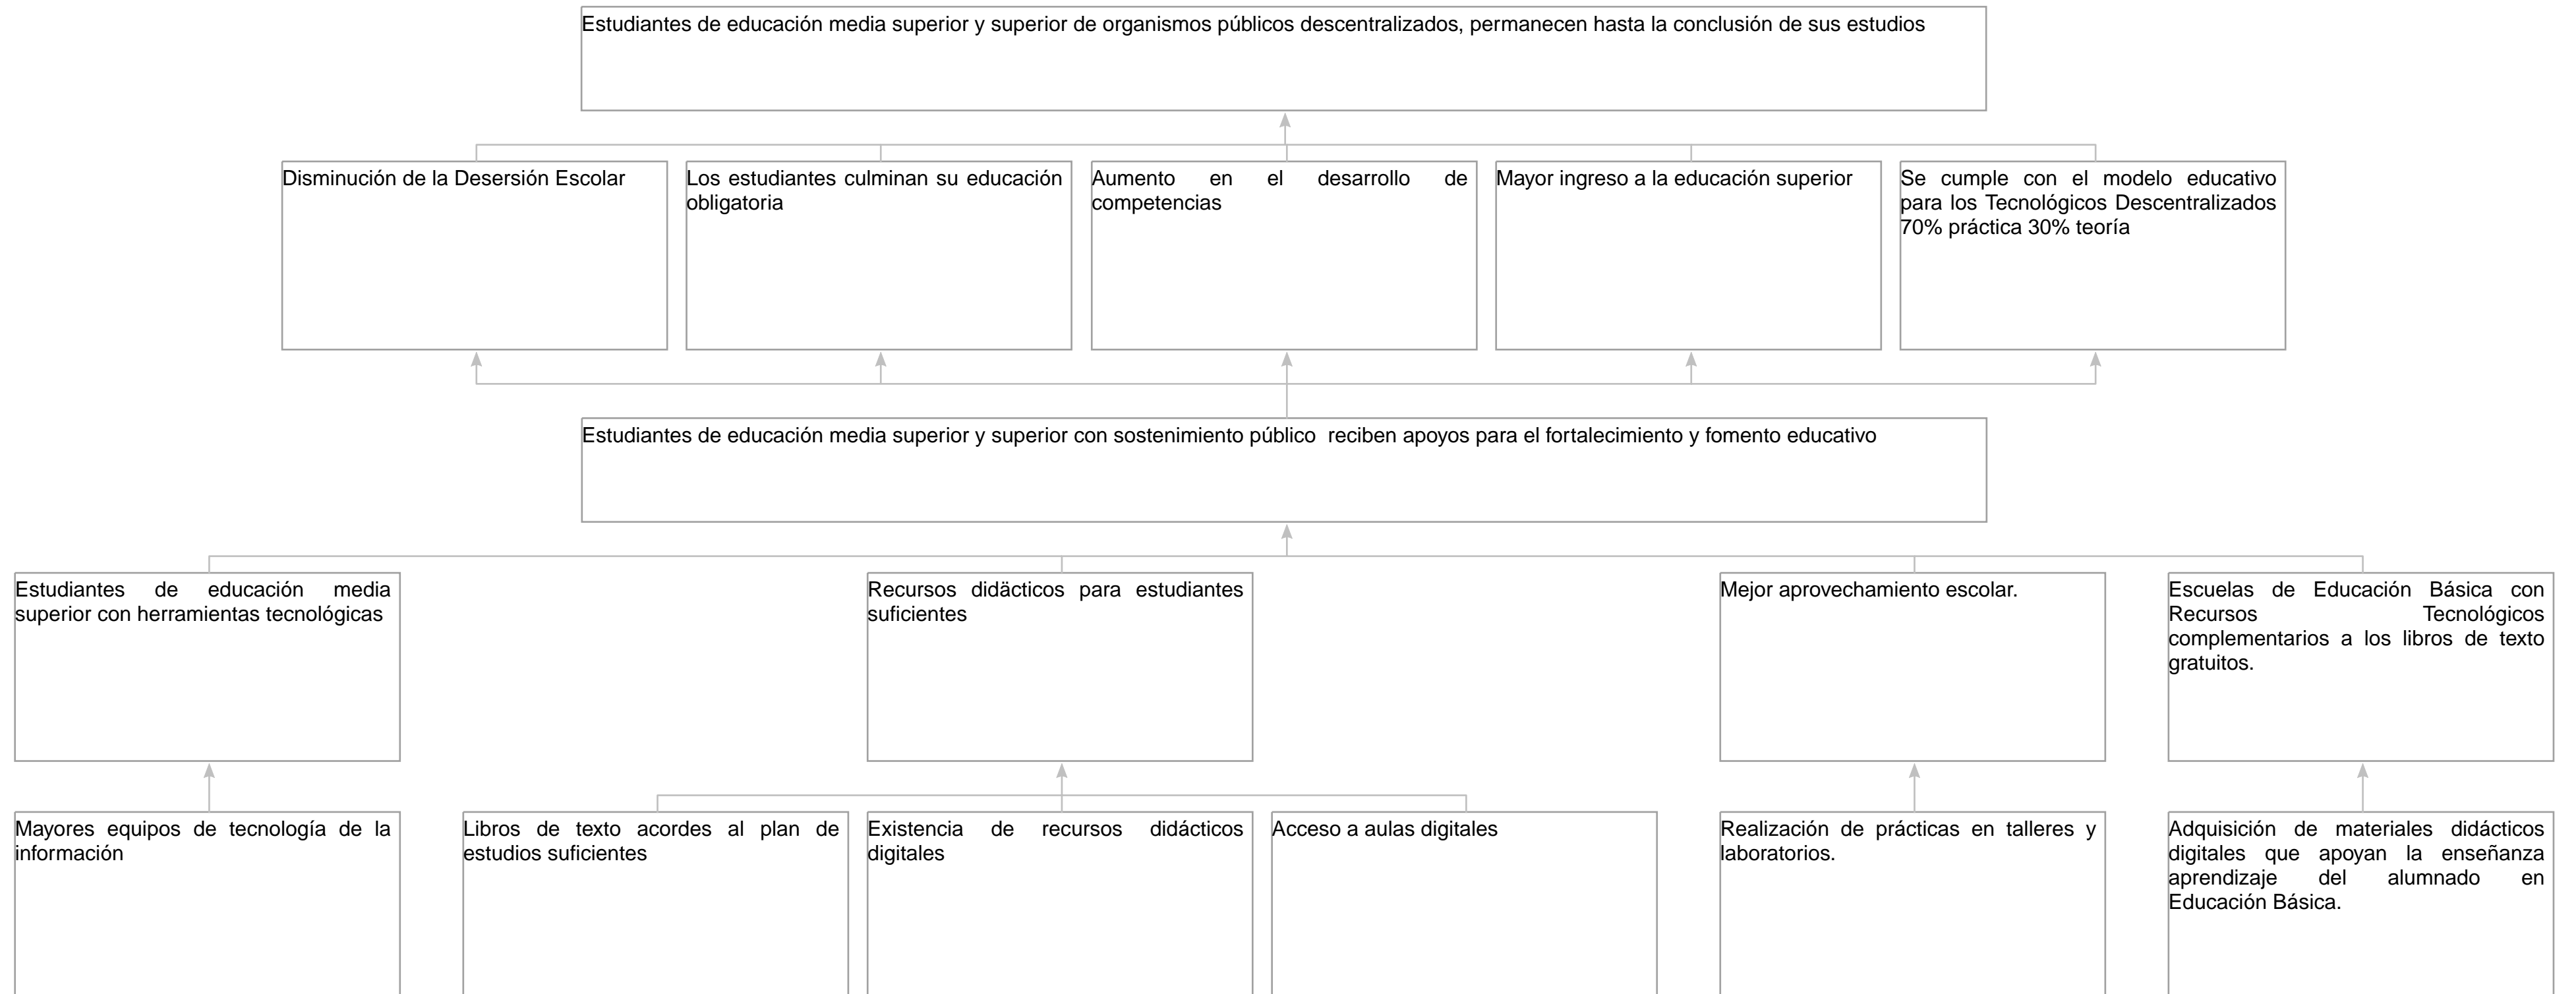 Estudiantes de educación media superior y superior de organismos públicos descentralizados, permanecen hasta la conclusión de sus estudios
Disminución de la Desersión Escolar
Los estudiantes culminan su educación
obligatoria
Aumento en el desarrollo de
competencias
Mayor ingreso a la educación superior
Se cumple con el modelo educativo
para los Tecnológicos Descentralizados
70% práctica 30% teoría
Estudiantes de educación media superior y superior con sostenimiento público reciben apoyos para el fortalecimiento y fomento educativo
Estudiantes de educación media
superior con herramientas tecnológicas
Recursos didäcticos para estudiantes
suficientes
Mejor aprovechamiento escolar.
Escuelas de Educación Básica con
Recursos Tecnológicos
complementarios a los libros de texto
gratuitos.
Mayores equipos de tecnología de la
información
Libros de texto acordes al plan de
estudios suficientes
Existencia de recursos didácticos
digitales
Acceso a aulas digitales
Realización de prácticas en talleres y
laboratorios.
Adquisición de materiales didácticos
digitales que apoyan la enseñanza
aprendizaje del alumnado en
Educación Básica.